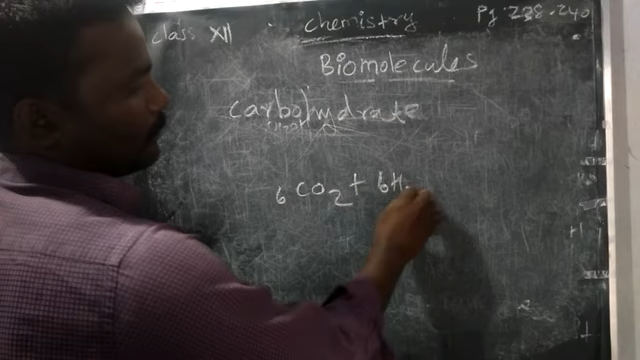 class XII chemistry Pg. 238-240
Biomolecules
carbohydrate
6 CO2 + 6H